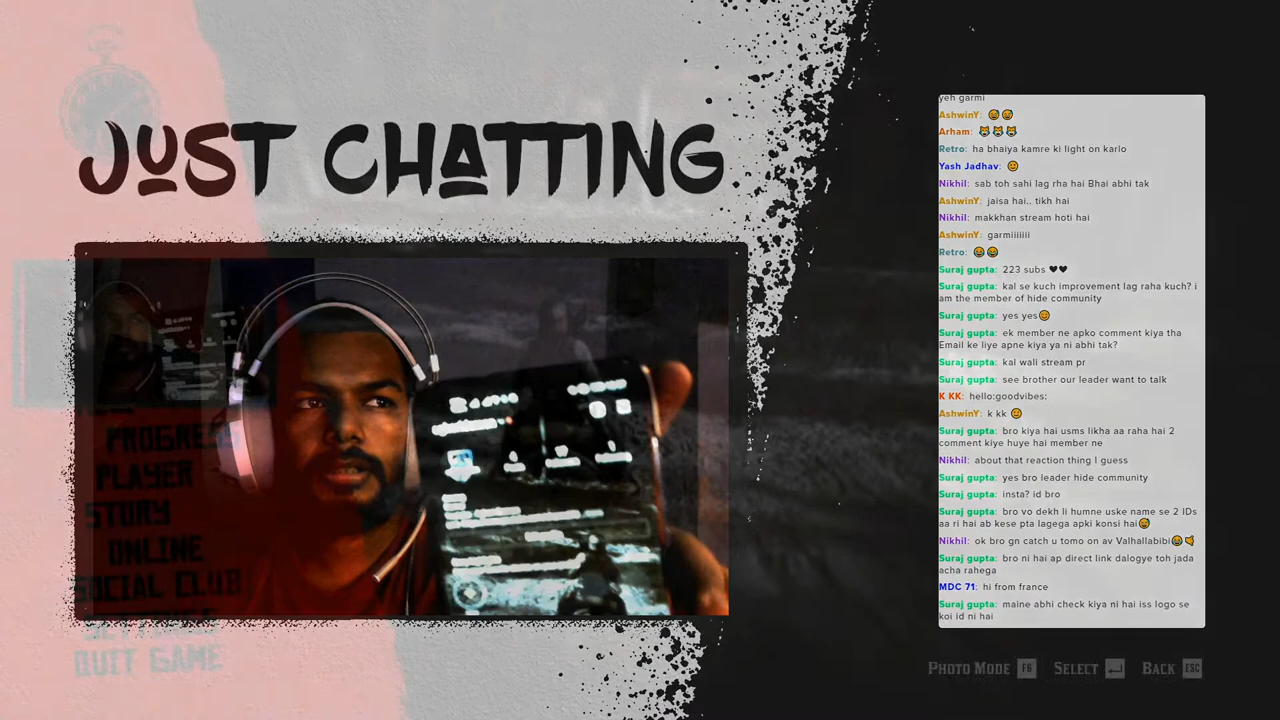 JUST CHATTING
yeh garmi
AshwinY:
Arham:
Retro: ha bhaiya kamre ki light on karlo
Yash Jadhav:
Nikhil: sab toh sahi lag rha hai Bhai abhi tak
AshwinY: jaisa hai.. tikh hai
Nikhil: makkhan stream hoti hai
AshwinY: garmiiiiiii
Retro:
Suraj gupta: 223 subs ♥♥
Suraj gupta: kal se kuch improvement lag raha kuch? i
am the member of hide community
Suraj gupta: yes yes😊
Suraj gupta: ek member ne apko comment kiya tha
Email ke liye apne kiya ya ni abhi tak?
Suraj gupta: kal wali stream pr
Suraj gupta: see brother our leader want to talk
K KK: hello:goodvibes:
AshwinY: k kk 😊
Suraj gupta: bro kiya hai usms likha aa raha hai 2
comment kiye huye hai member ne
Nikhil: about that reaction thing I guess
Suraj gupta: yes bro leader hide community
Suraj gupta: insta? id bro
Suraj gupta: bro vo dekh li humne uske name se 2 IDs
aa ri hai ab kese pta lagega apki konsi hai😅
Nikhil: ok bro gn catch u tomo on av Valhallabibi😂🤙
Suraj gupta: bro ni hai ap direct link dalogye toh jada
acha rahega
MDC 71: hi from france
Suraj gupta: maine abhi check kiya ni hai iss logo se
koi id ni hai
PROGRESS
PLAYER
STORY
ONLINE
SOCIAL CLUB
SETTINGS
QUIT GAME
PHOTO MODE F6 SELECT BACK ESC